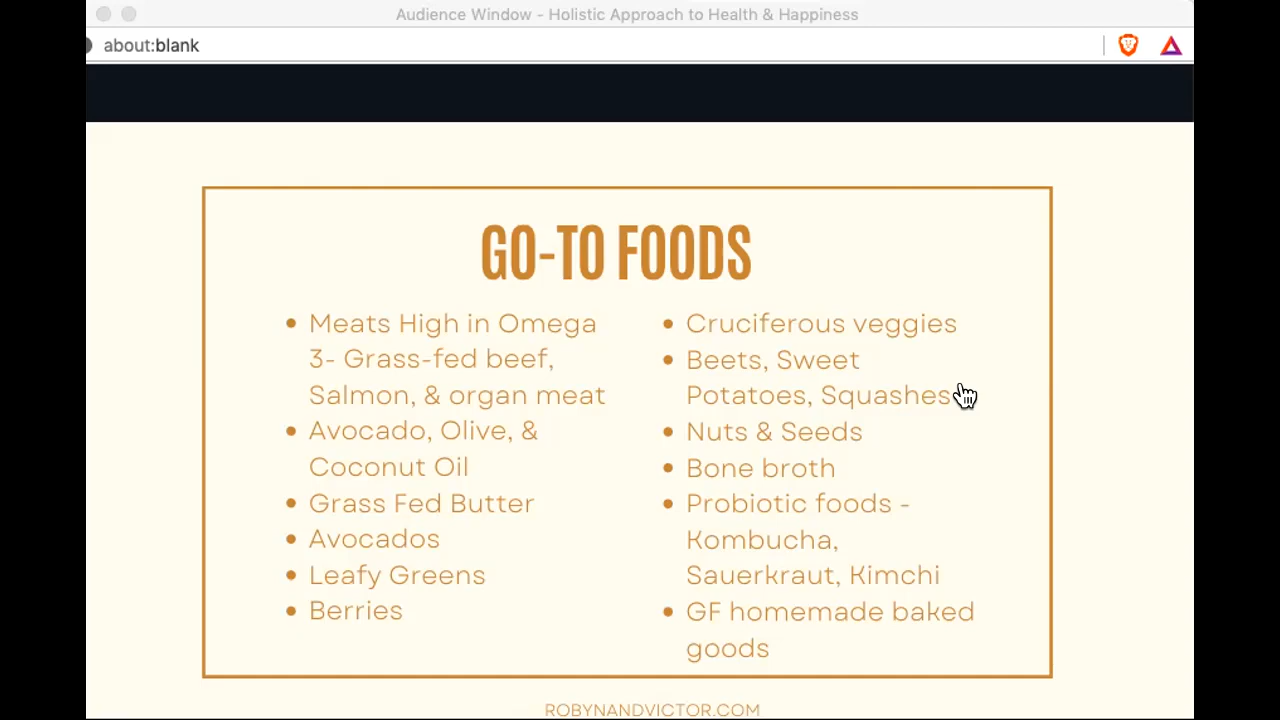 Audience Window - Holistic Approach to Health & Happiness
about:blank
GO-TO FOODS
Meats High in Omega
3- Grass-fed beef,
Salmon, & organ meat
Avocado, Olive, &
Coconut Oil
Grass Fed Butter
Avocados
Leafy Greens
Berries
Cruciferous veggies
Beets, Sweet
Potatoes, Squashes
Nuts & Seeds
Bone broth
Probiotic foods -
Kombucha,
Sauerkraut, Kimchi
GF homemade baked
goods
ROBYNANDVICTOR.COM